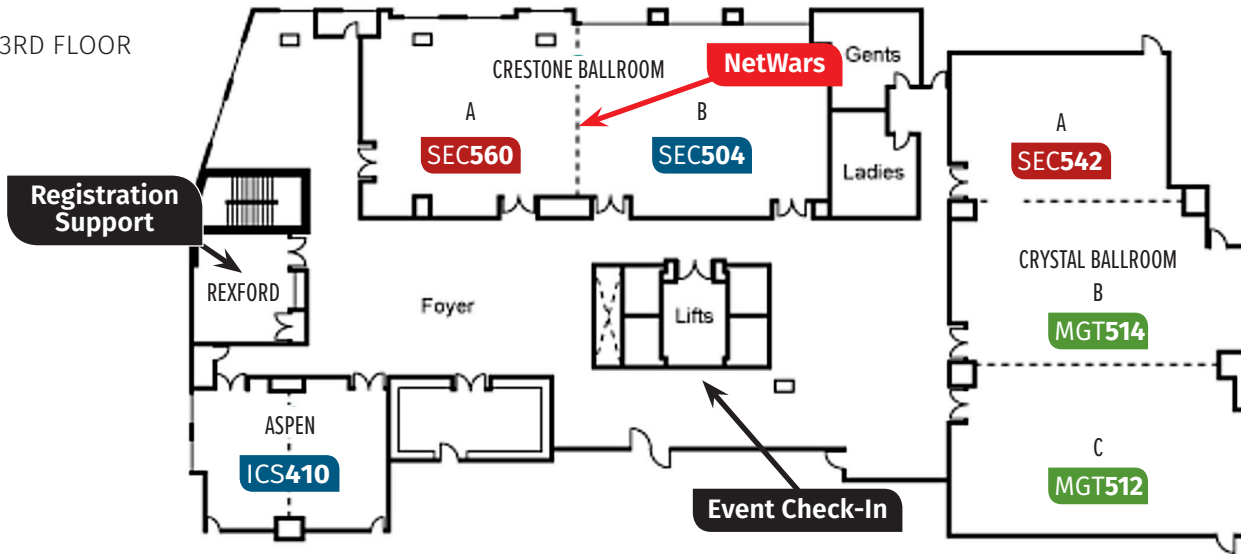 3RD FLOOR
CRESTONE BALLROOM
NetWars
Gents
A
B
SEC560
SEC504
Ladies
A
SEC542
Registration
Support
REXFORD
Foyer
Lifts
CRYSTAL BALLROOM
B
MGT514
ASPEN
ICS410
C
MGT512
Event Check-In